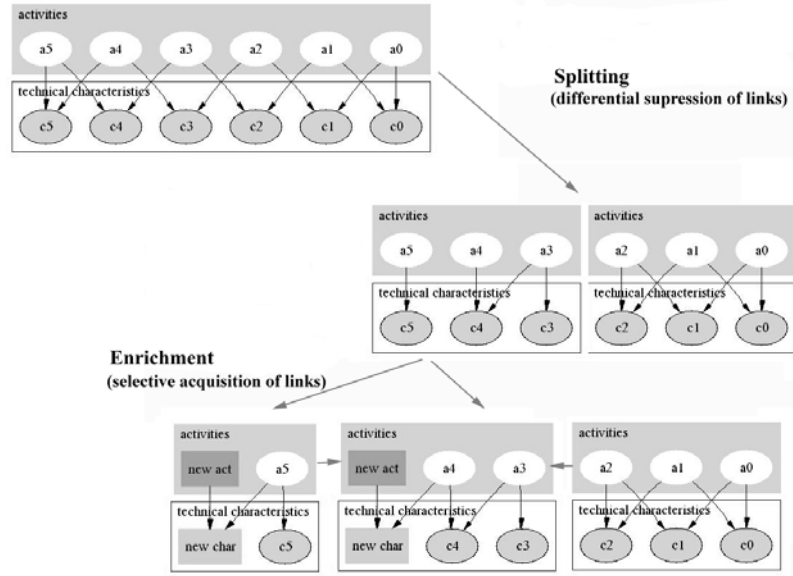 activities
a5 a4 a3 a2 a1 a0
technical characteristics
c5 c4 c3 c2 c1 c0
Splitting
(differential supression of links)
activities activities
a5 a4 a3 a2 a1 a0
technical characteristics technical characteristics
c5 c4 c3 c2 c1 c0
Enrichment
(selective acquisition of links)
activities activities activities
new act a5 new act a4 a3 a2 a1 a0
technical characteristics technical characteristics technical characteristics
new char c5 new char c4 c3 c2 c1 c0